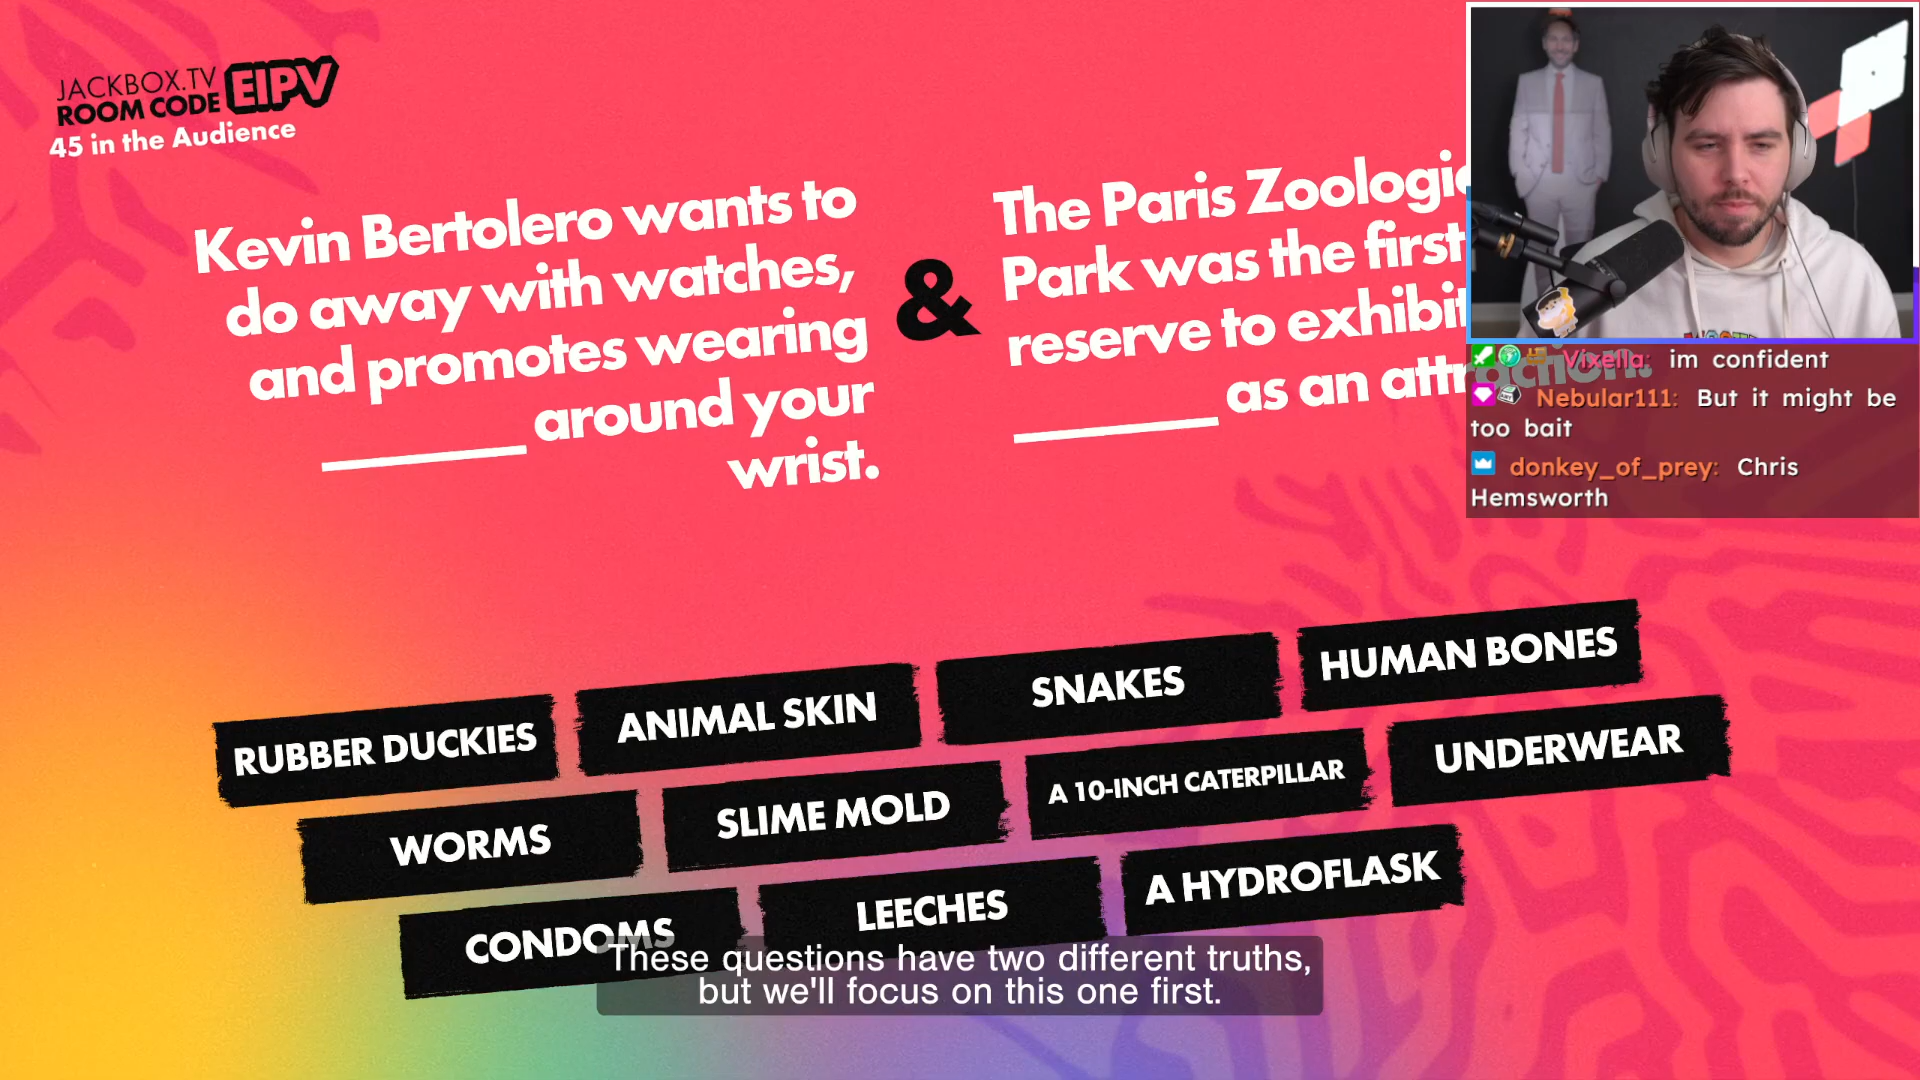 JACKBOX.TV
ROOM CODE EIPV
45 in the Audience
Kevin Bertolero wants to
do away with watches,
and promotes wearing
_______ around your
wrist.
&
The Paris Zoologic
Park was the first
reserve to exhibit
_______ as an attraction.
Vixella: im confident
Nebular111: But it might be
too bait
donkey_of_prey: Chris
Hemsworth
RUBBER DUCKIES
ANIMAL SKIN
SNAKES
HUMAN BONES
WORMS
SLIME MOLD
A 10-INCH CATERPILLAR
UNDERWEAR
CONDOMS
LEECHES
A HYDROFLASK
These questions have two different truths,
but we'll focus on this one first.